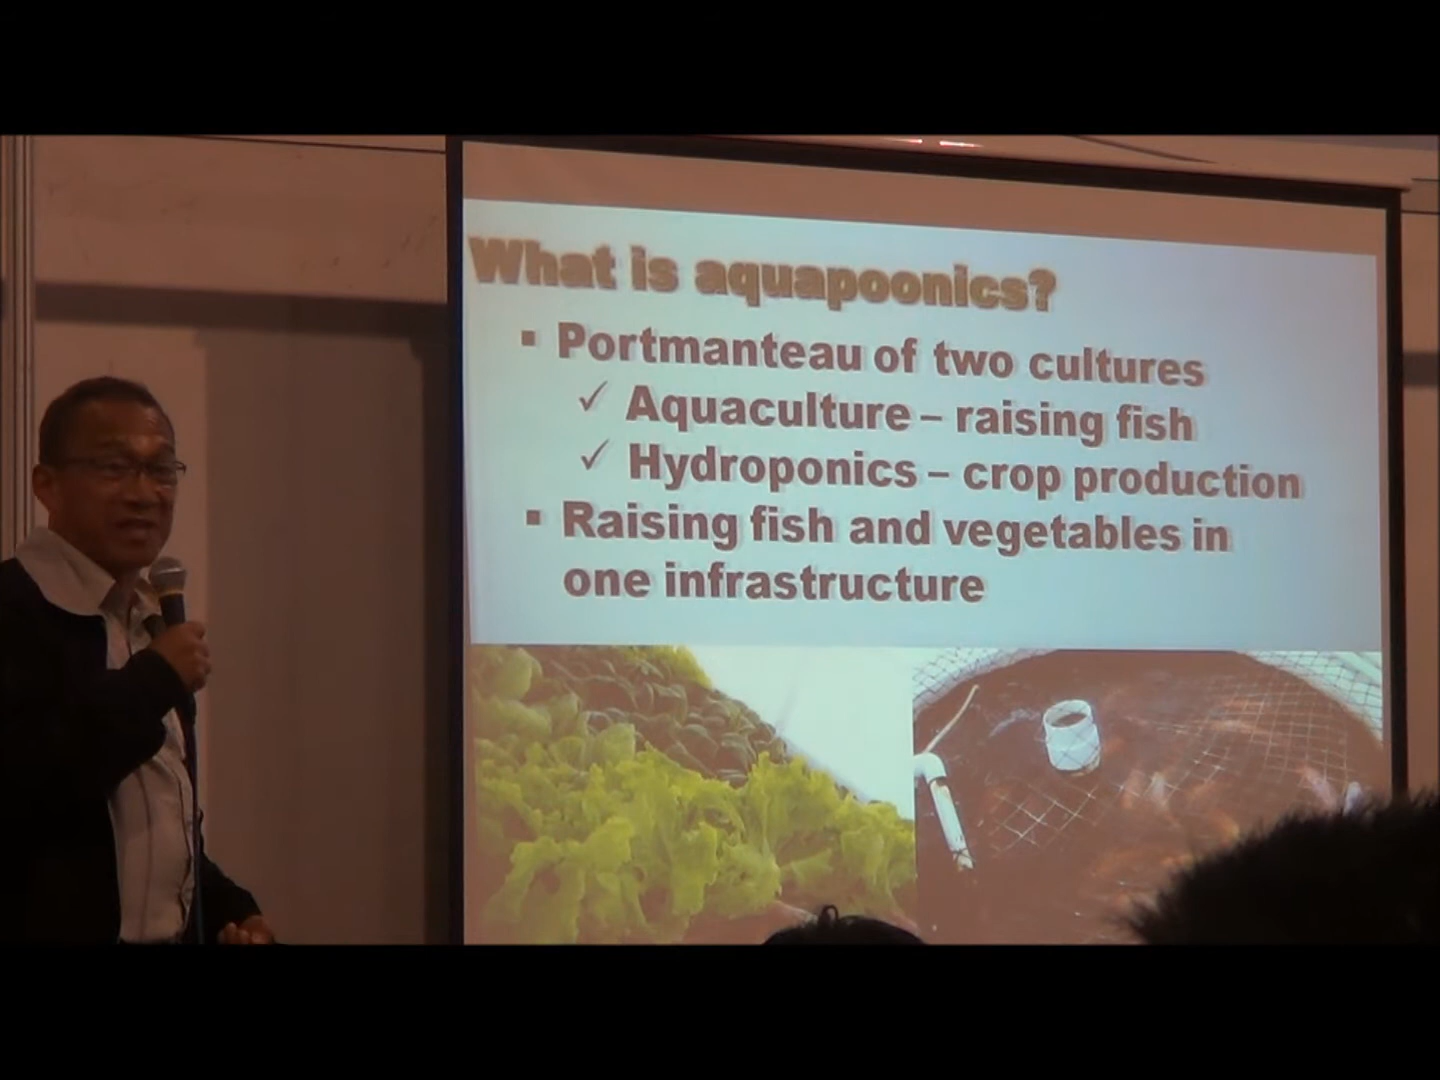 What is aquapoonics?
▪ Portmanteau of two cultures
✓ Aquaculture – raising fish
✓ Hydroponics – crop production
▪ Raising fish and vegetables in
one infrastructure